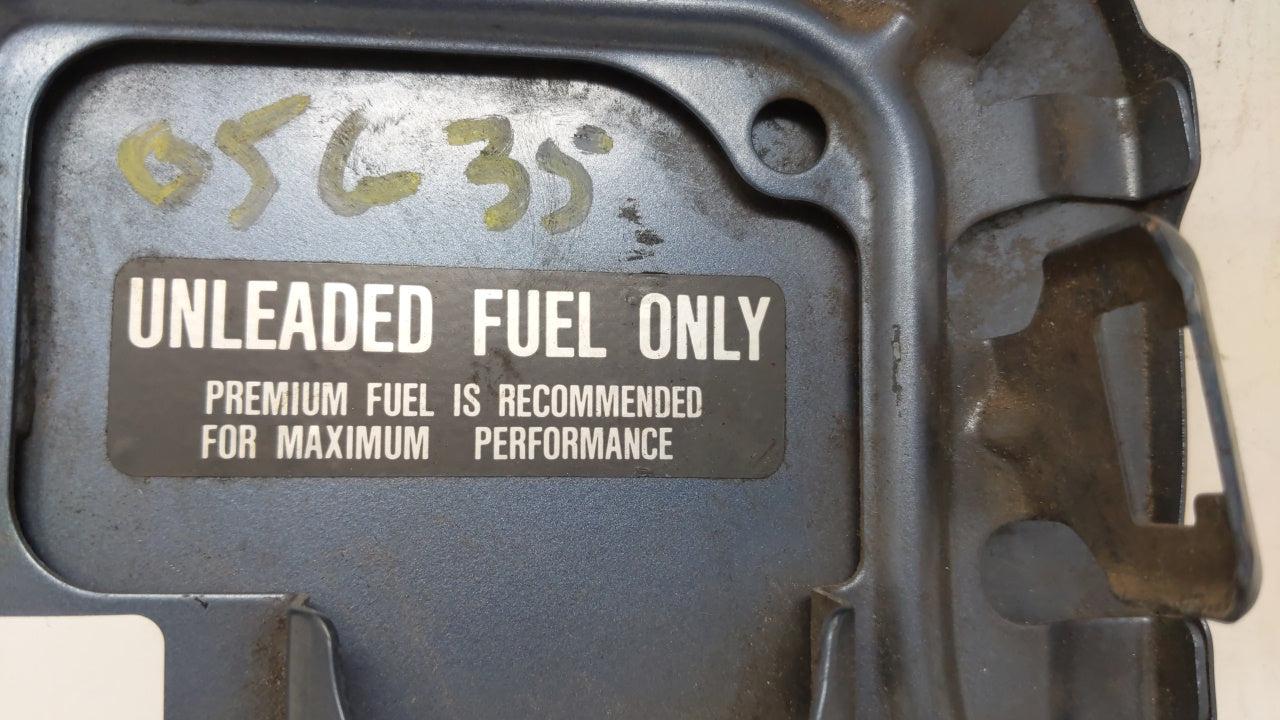 05G35
UNLEADED FUEL ONLY
PREMIUM FUEL IS RECOMMENDED
FOR MAXIMUM PERFORMANCE